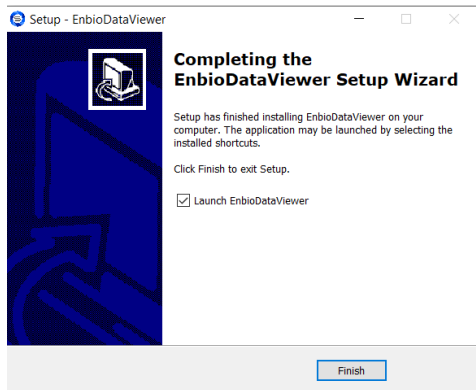 Setup - EnbioDataViewer
Completing the
EnbioDataViewer Setup Wizard
Setup has finished installing EnbioDataViewer on your
computer. The application may be launched by selecting the
installed shortcuts.
Click Finish to exit Setup.
Launch EnbioDataViewer
Finish